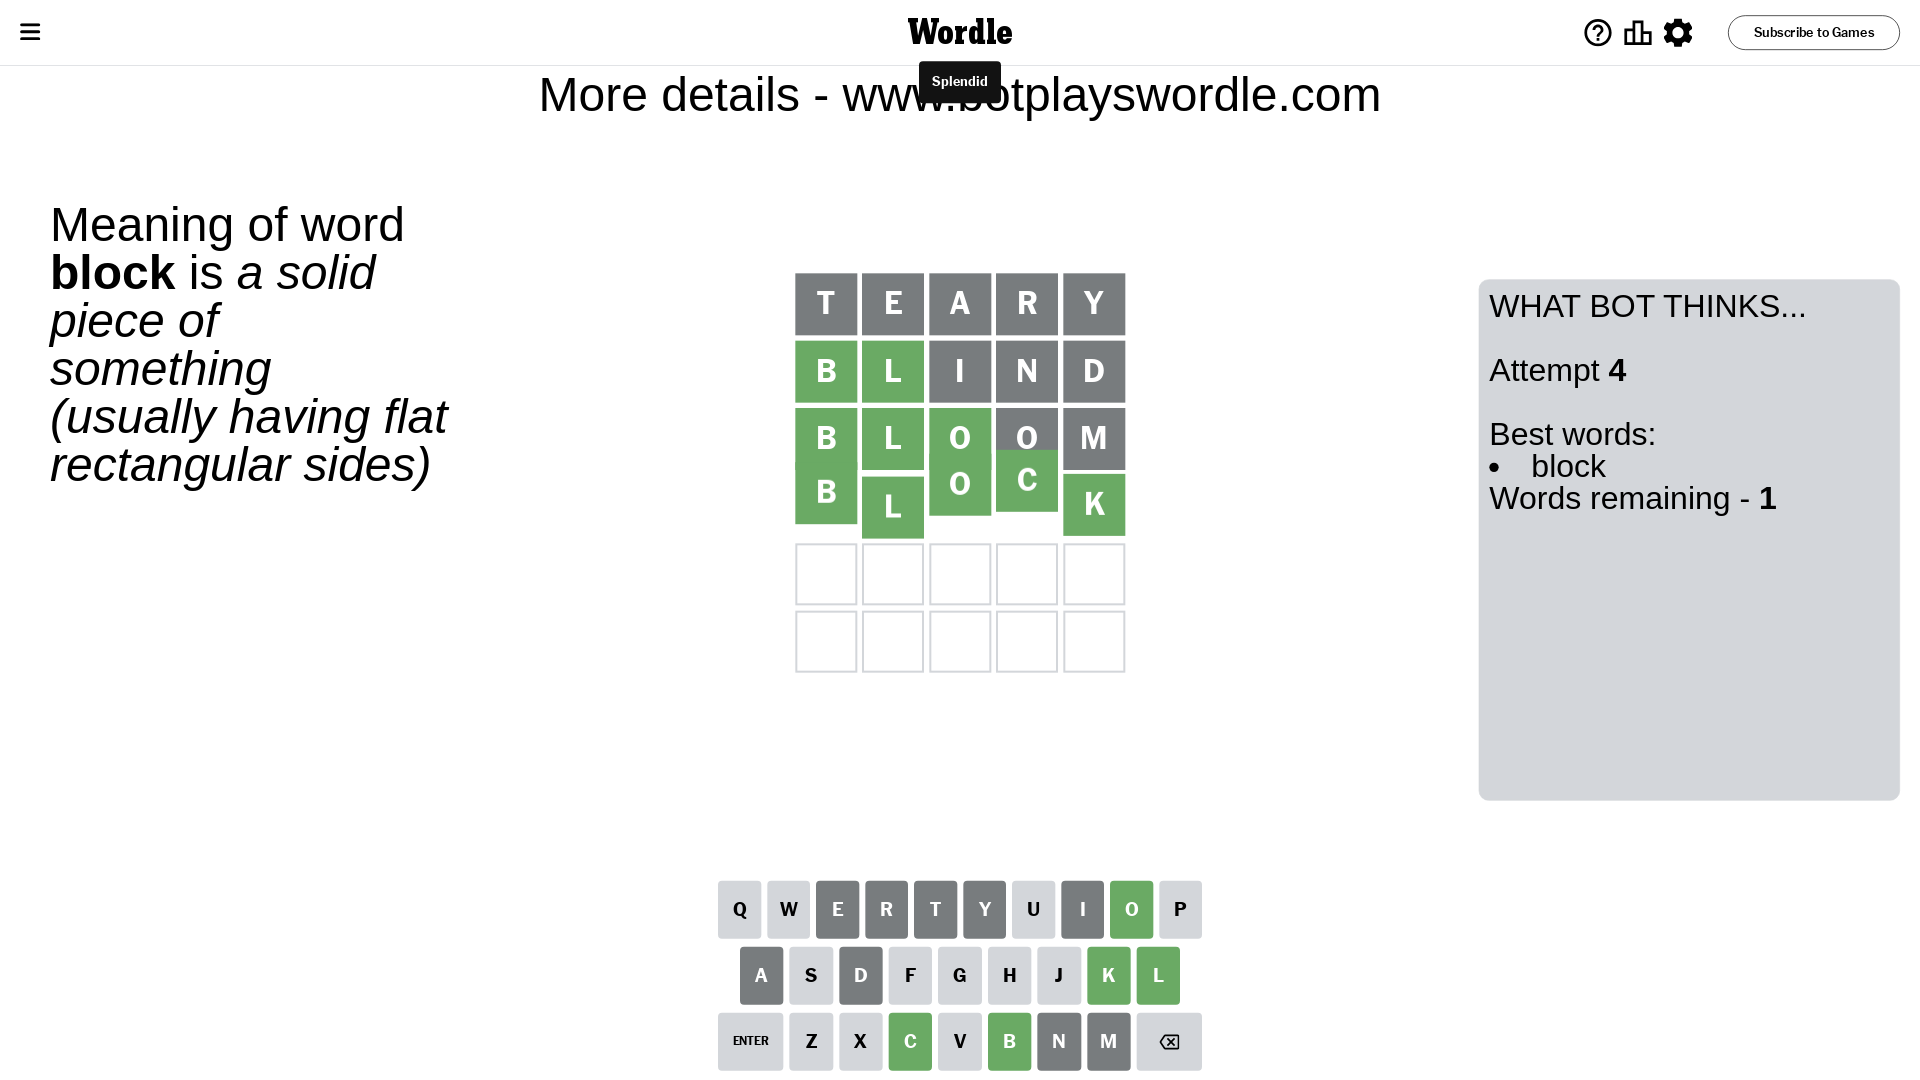 Wordle
Subscribe to Games
Splendid
More details - www.botplayswordle.com
Meaning of word
block is a solid
piece of
something
(usually having flat
rectangular sides)
T E A R Y
B L I N D
B L O O M
B L O C K
WHAT BOT THINKS...
Attempt 4
Best words:
• block
Words remaining - 1
Q W E R T Y U I O P
A S D F G H J K L
ENTER Z X C V B N M